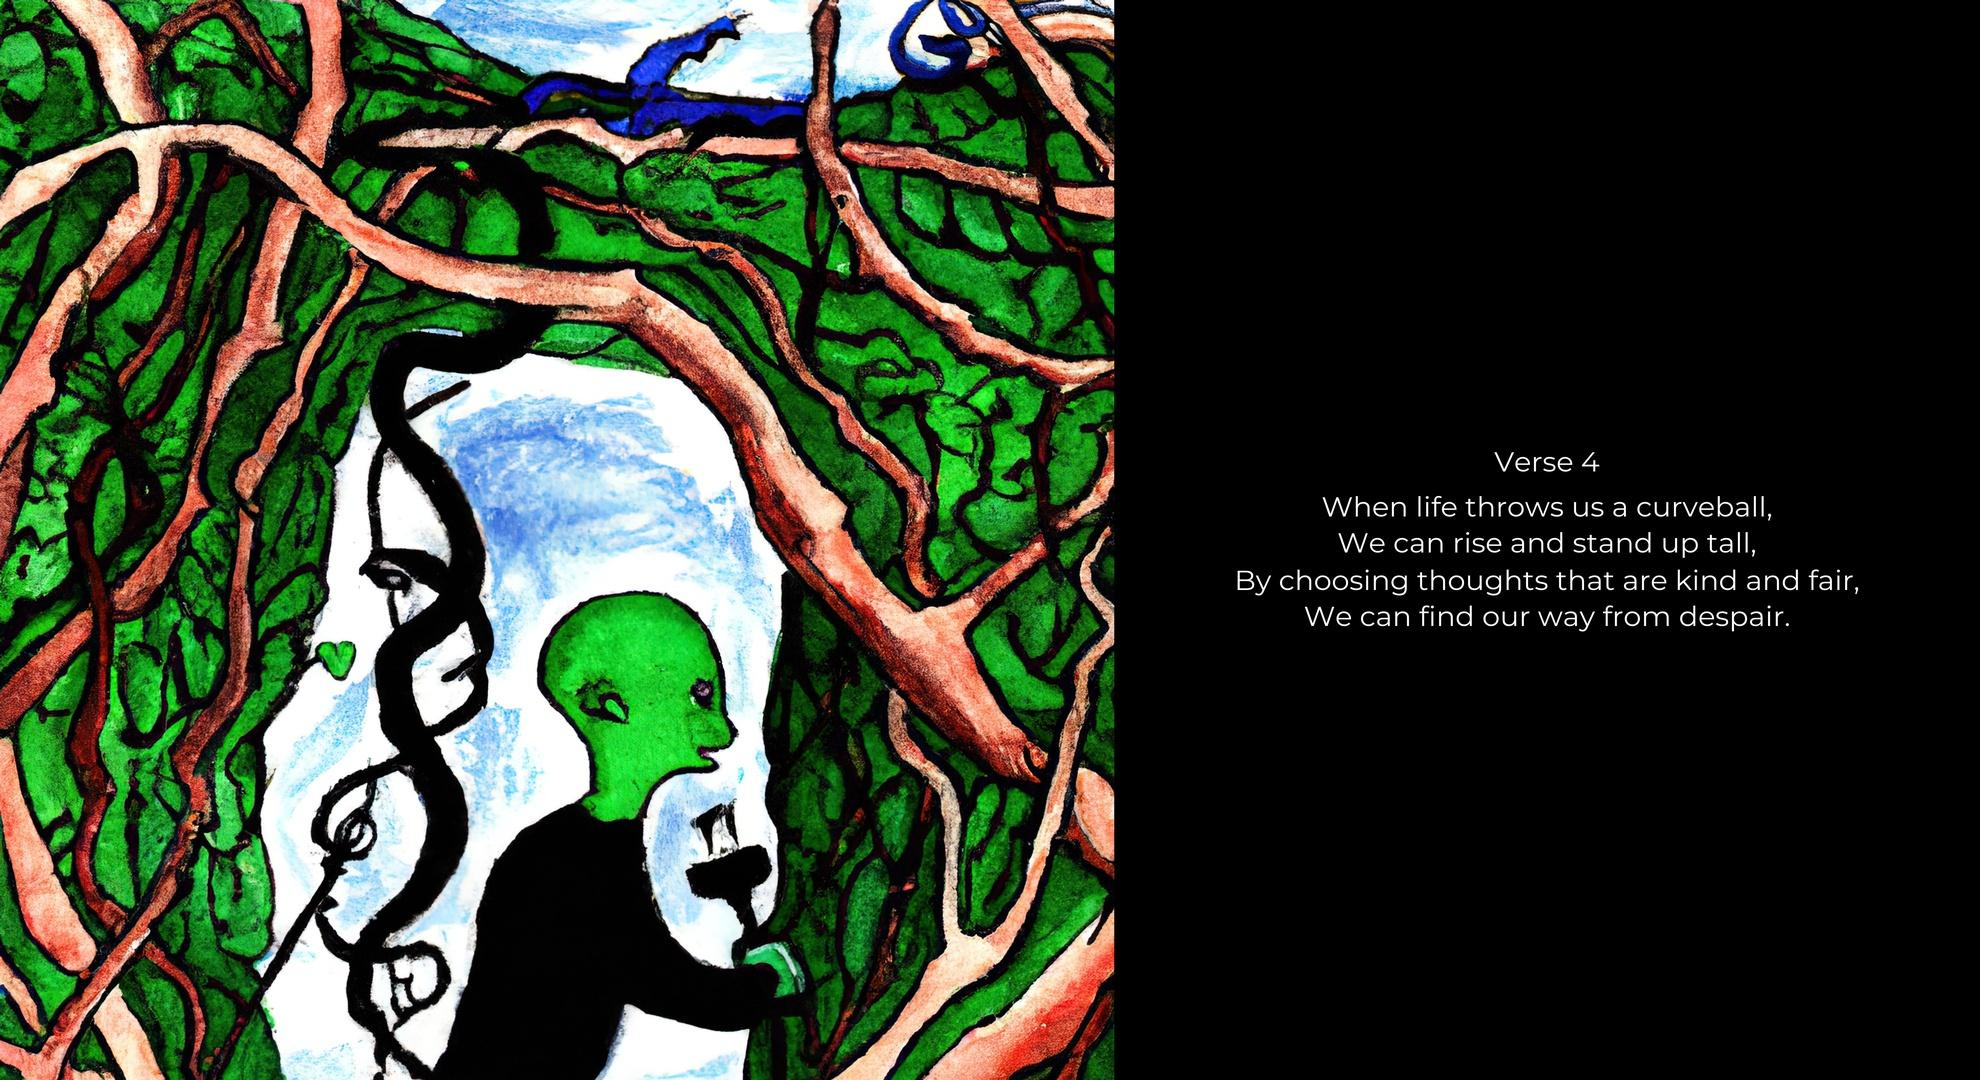 Verse 4
When life throws us a curveball,
We can rise and stand up tall,
By choosing thoughts that are kind and fair,
We can find our way from despair.